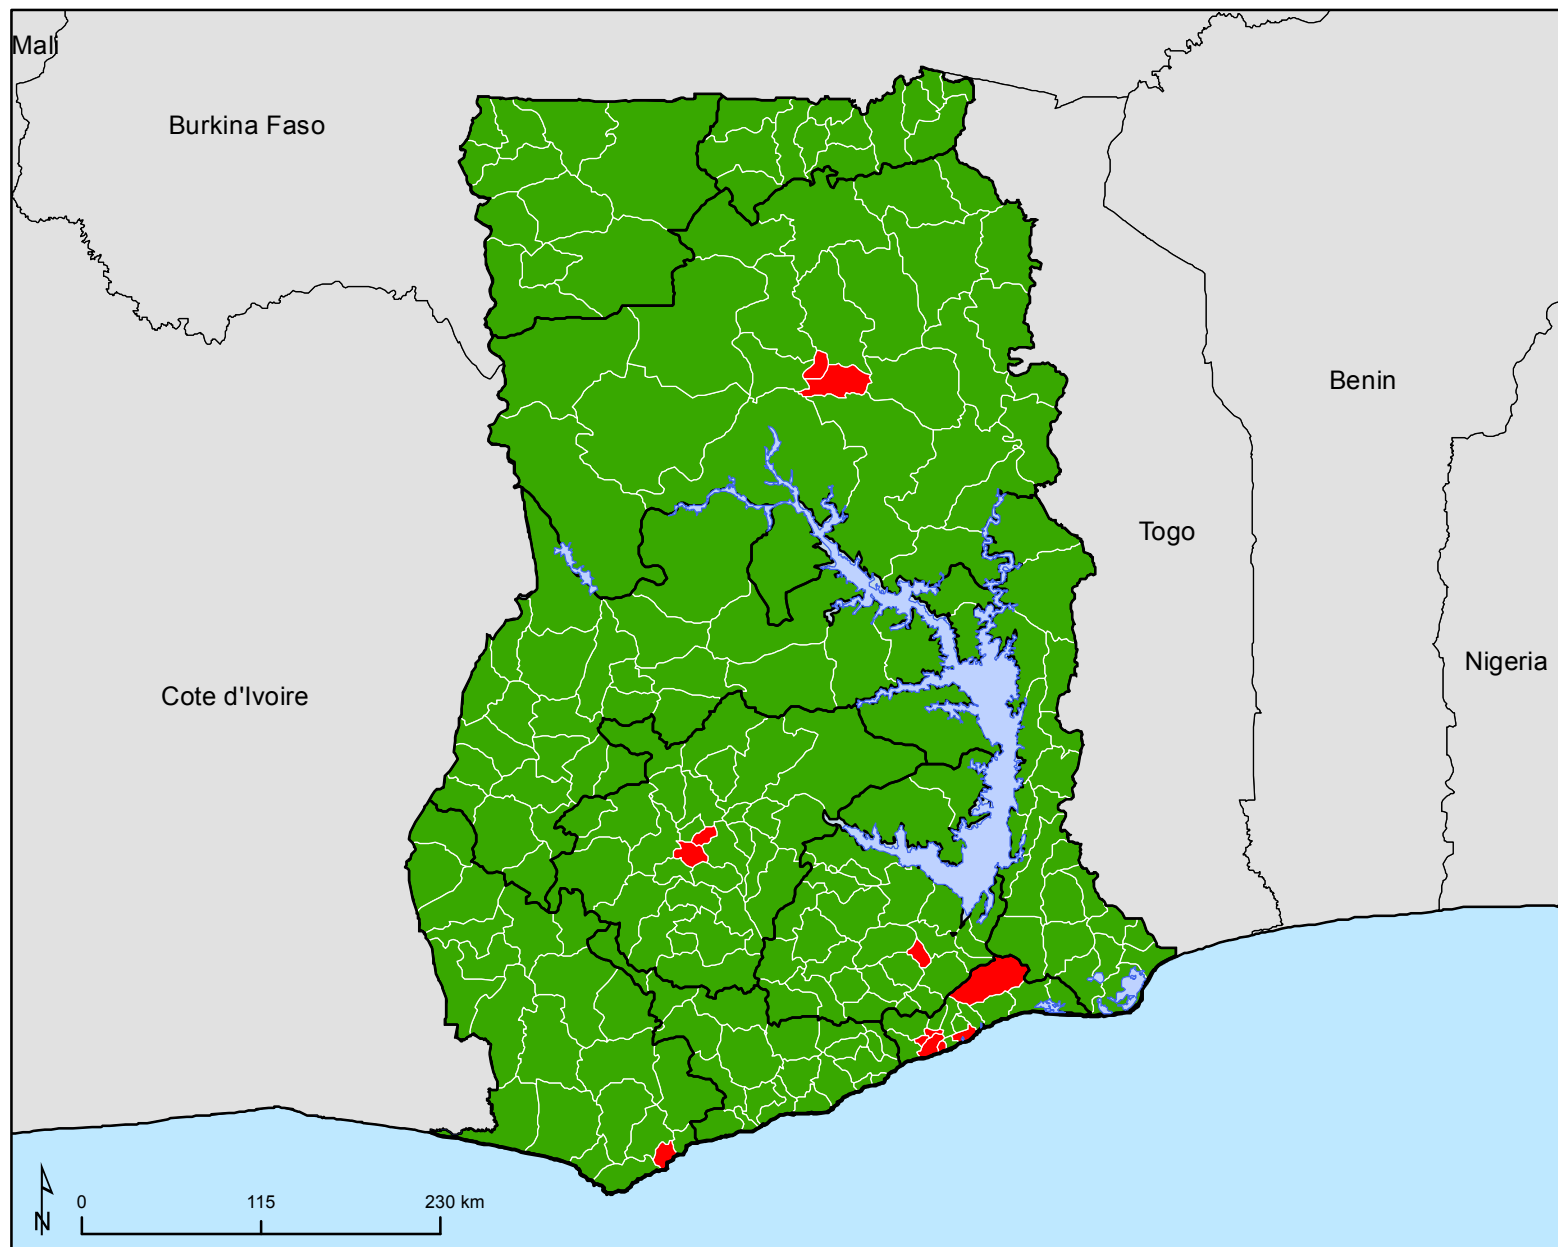 Mali
Burkina Faso
Benin
Togo
Nigeria
Cote d'Ivoire
N
0 115 230 km